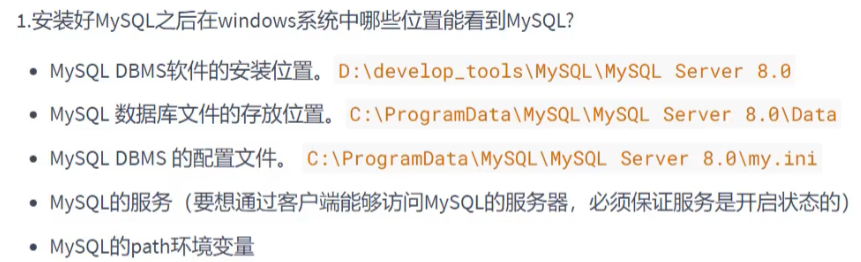 1.安装好MySQL之后在windows系统中哪些位置能看到MySQL?
• MySQL DBMS软件的安装位置。D:\develop_tools\MySQL\MySQL Server 8.0
• MySQL 数据库文件的存放位置。C:\ProgramData\MySQL\MySQL Server 8.0\Data
• MySQL DBMS 的配置文件。C:\ProgramData\MySQL\MySQL Server 8.0\my.ini
• MySQL的服务（要想通过客户端能够访问MySQL的服务器，必须保证服务是开启状态的）
• MySQL的path环境变量